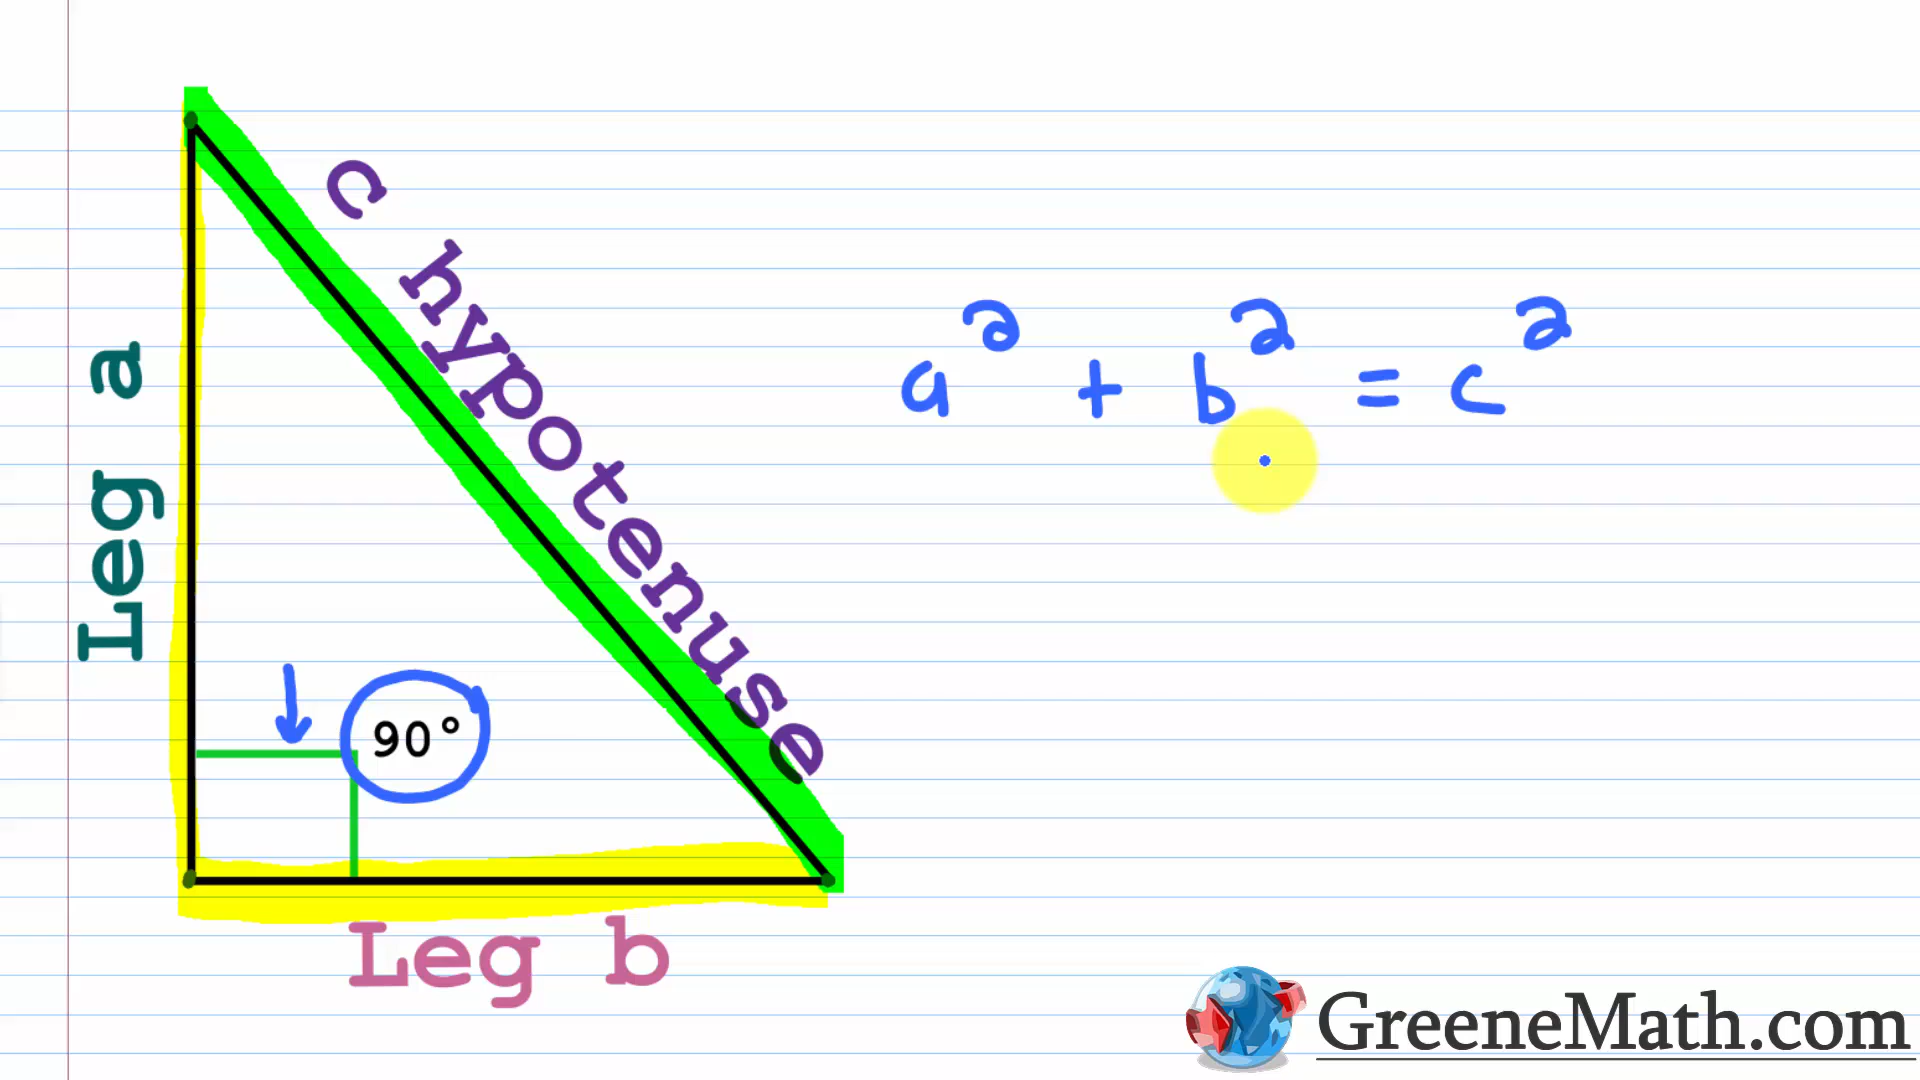 c hypotenuse
Leg a
a² + b² = c²
90°
Leg b
GreeneMath.com